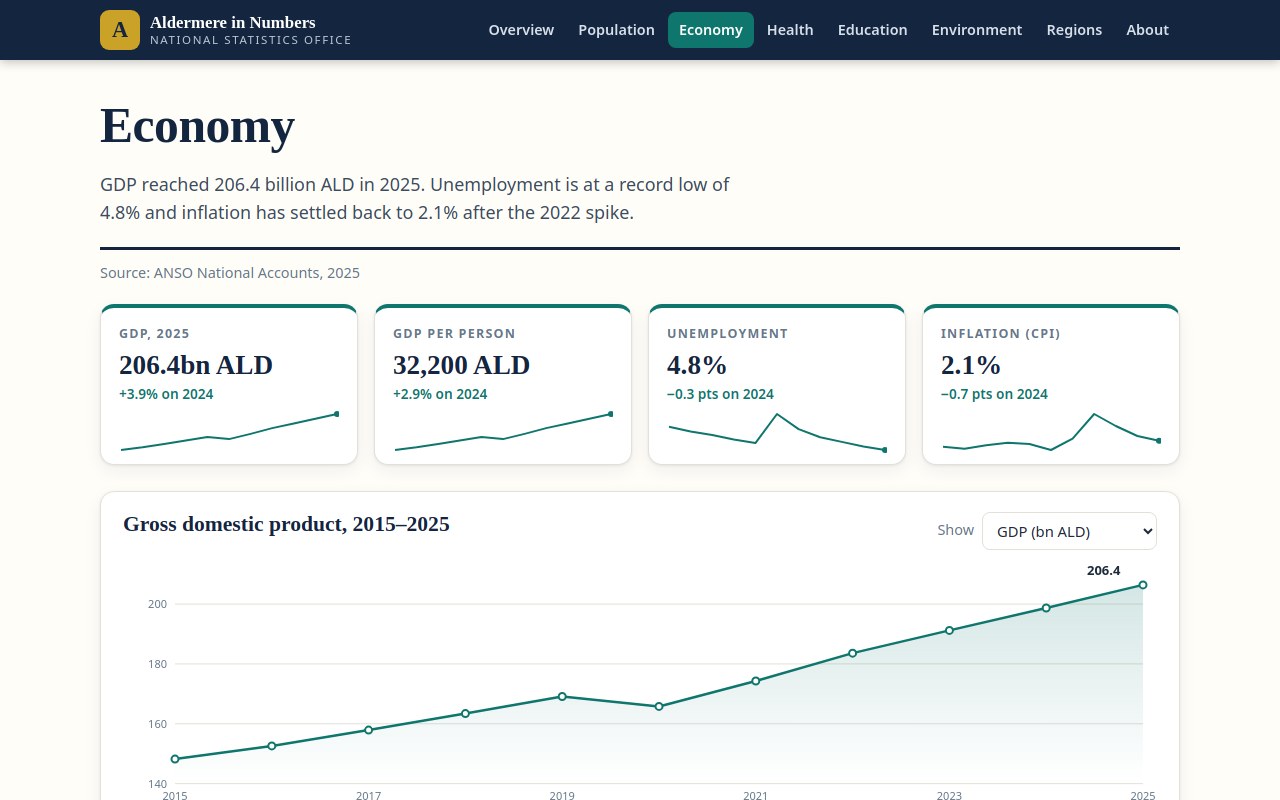 A
Aldermere in Numbers
NATIONAL STATISTICS OFFICE
Overview
Population
Economy
Health
Education
Environment
Regions
About
Economy
GDP reached 206.4 billion ALD in 2025. Unemployment is at a record low of
4.8% and inflation has settled back to 2.1% after the 2022 spike.
Source: ANSO National Accounts, 2025
GDP, 2025
206.4bn ALD
+3.9% on 2024
GDP PER PERSON
32,200 ALD
+2.9% on 2024
UNEMPLOYMENT
4.8%
−0.3 pts on 2024
INFLATION (CPI)
2.1%
−0.7 pts on 2024
Gross domestic product, 2015–2025
Show
GDP (bn ALD)
206.4
200
180
160
140
2015
2017
2019
2021
2023
2025